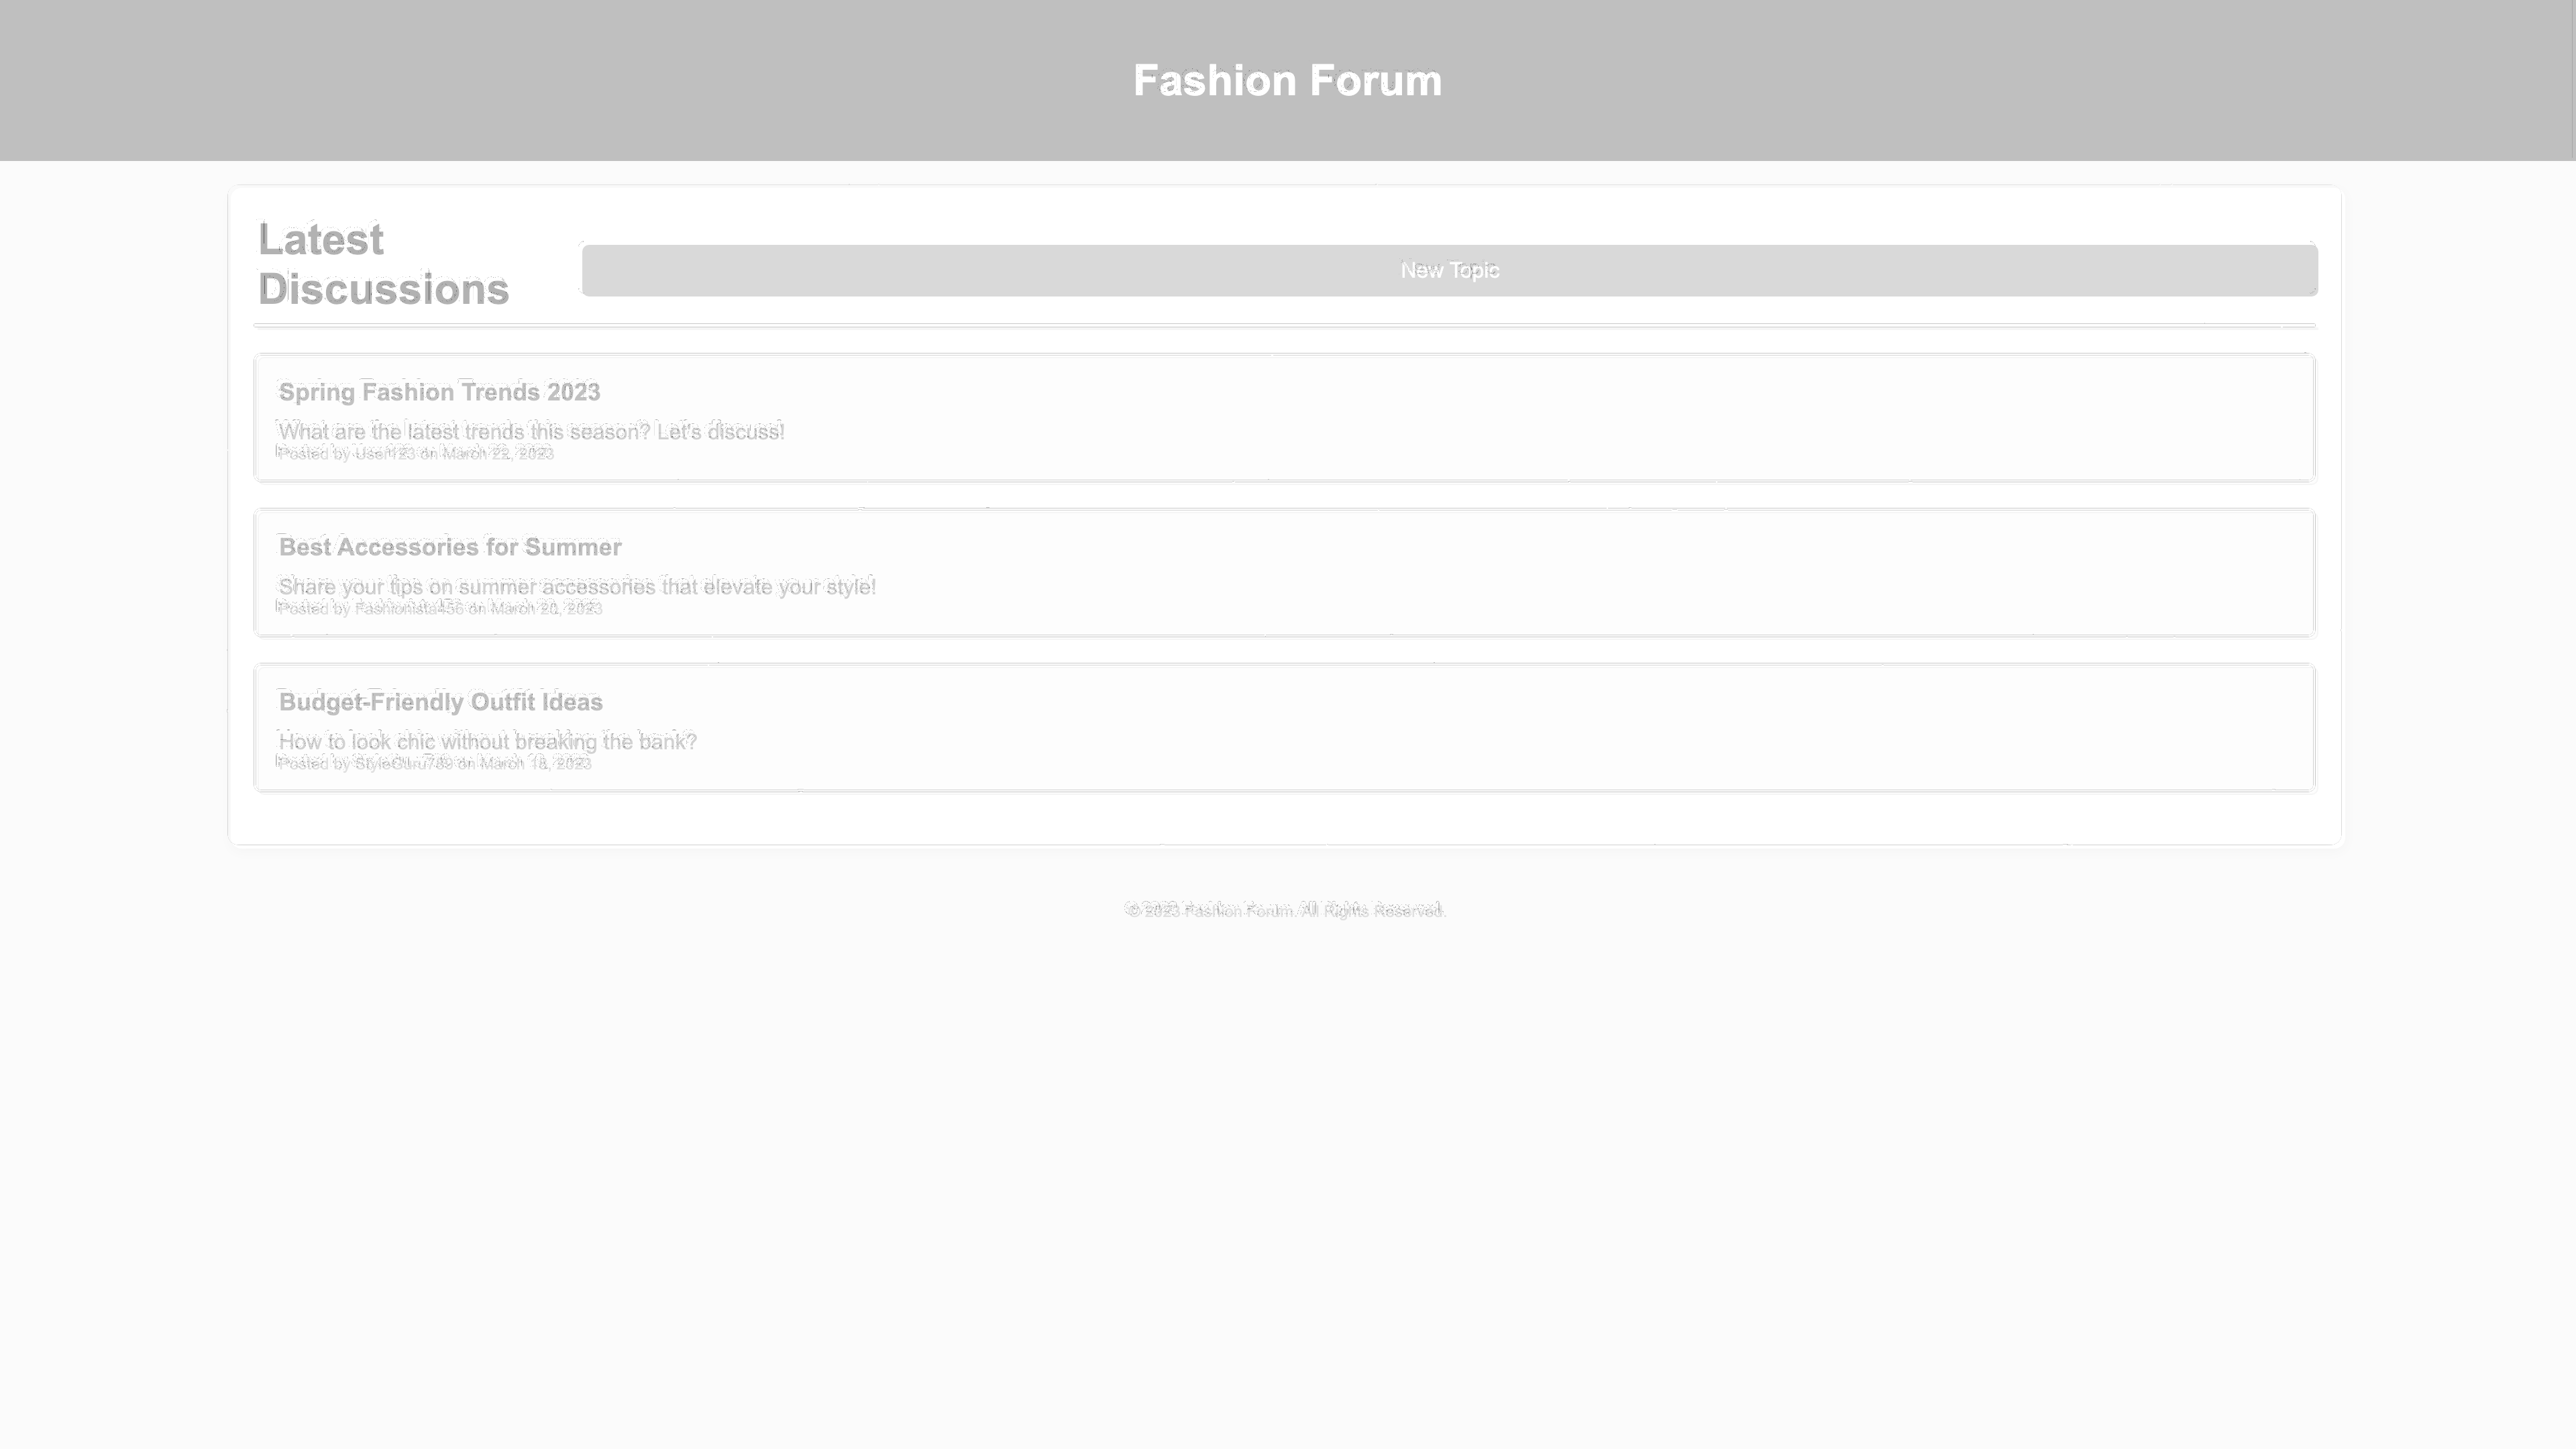 Fashion Forum
Latest
Discussions
New Topic
Spring Fashion Trends 2023
What are the latest trends this season? Let's discuss!
Posted by User123 on March 22, 2023
Best Accessories for Summer
Share your tips on summer accessories that elevate your style!
Posted by Fashionista456 on March 20, 2023
Budget-Friendly Outfit Ideas
How to look chic without breaking the bank?
Posted by StyleGuru789 on March 18, 2023
© 2023 Fashion Forum. All Rights Reserved.